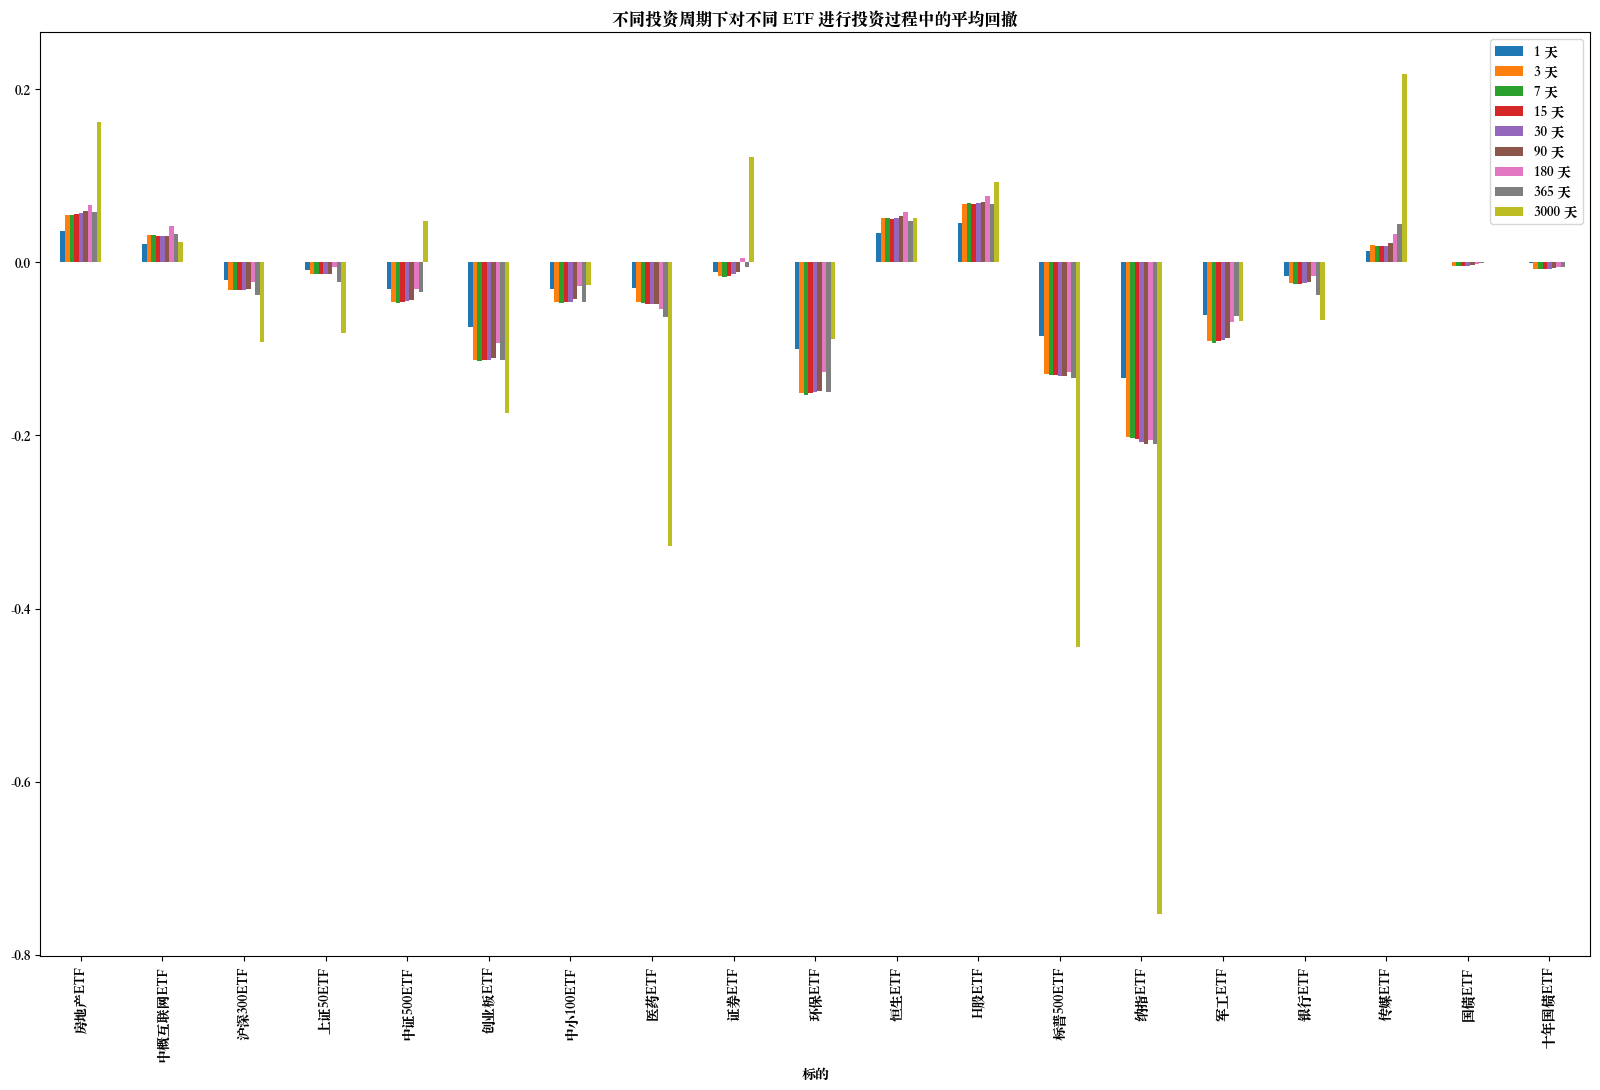 不同投资周期下对不同 ETF 进行投资过程中的平均回撤
1 天
3 天
7 天
15 天
30 天
90 天
180 天
365 天
3000 天
0.2
0.0
-0.2
-0.4
-0.6
-0.8
房地产ETF
中概互联网ETF
沪深300ETF
上证50ETF
中证500ETF
创业板ETF
中小100ETF
医药ETF
证券ETF
环保ETF
恒生ETF
H股ETF
标普500ETF
纳指ETF
军工ETF
银行ETF
传媒ETF
国债ETF
十年国债ETF
标的